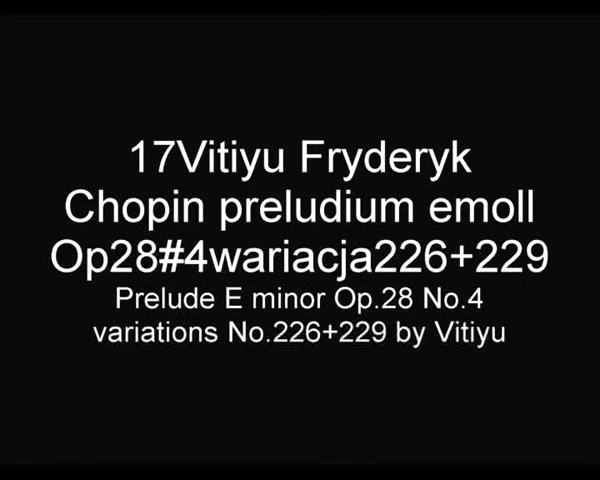 17Vitiyu Fryderyk
Chopin preludium emoll
Op28#4wariacja226+229
Prelude E minor Op.28 No.4
variations No.226+229 by Vitiyu